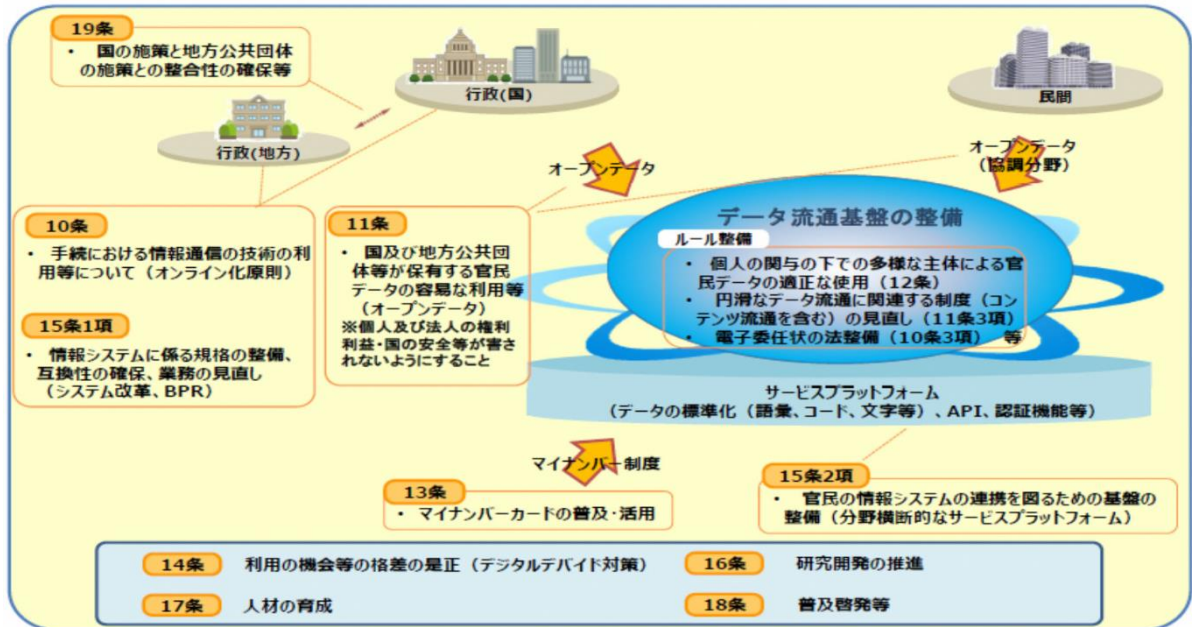 19条
・ 国の施策と地方公共団体
の施策との整合性の確保等
行政(国)
民間
行政(地方)
オープンデータ
オープンデータ
(協調分野)
10条
・ 手続における情報通信の技術の利
用等について（オンライン化原則）
15条1項
・ 情報システムに係る規格の整備、
互換性の確保、業務の見直し
（システム改革、BPR）
11条
・ 国及び地方公共団
体等が保有する官民
データの容易な利用等
（オープンデータ）
※個人及び法人の権利
利益・国の安全等が害さ
れないようにすること
データ流通基盤の整備
ルール整備
・ 個人の関与の下での多様な主体による官
民データの適正な使用（12条）
・ 円滑なデータ流通に関連する制度（コン
テンツ流通を含む）の見直し（11条3項）
・ 電子委任状の法整備（10条3項） 等
サービスプラットフォーム
（データの標準化（語彙、コード、文字等）、API、認証機能等）
マイナンバー制度
13条
・ マイナンバーカードの普及・活用
15条2項
・ 官民の情報システムの連携を図るための基盤の
整備（分野横断的なサービスプラットフォーム）
14条 利用の機会等の格差の是正（デジタルデバイド対策）
16条 研究開発の推進
17条 人材の育成
18条 普及啓発等